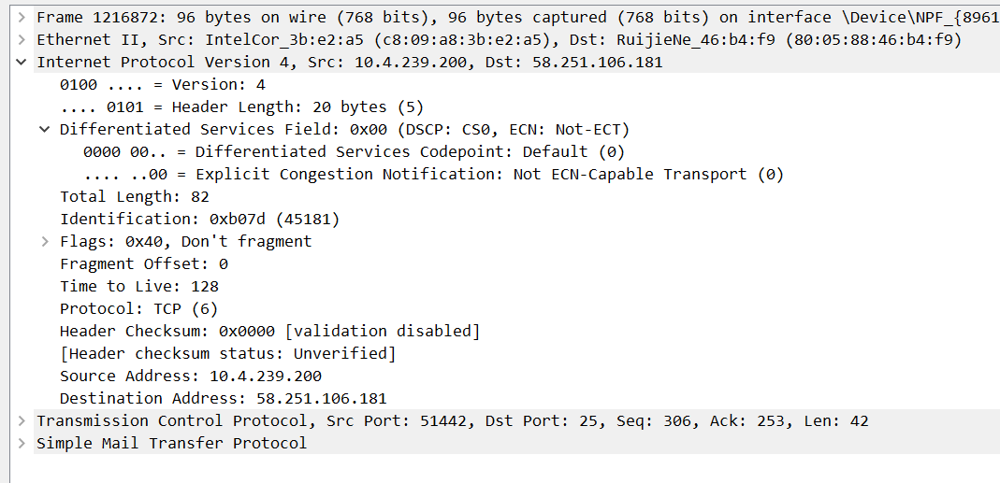 Frame 1216872: 96 bytes on wire (768 bits), 96 bytes captured (768 bits) on interface \Device\NPF_{8961
Ethernet II, Src: IntelCor_3b:e2:a5 (c8:09:a8:3b:e2:a5), Dst: RuijieNe_46:b4:f9 (80:05:88:46:b4:f9)
Internet Protocol Version 4, Src: 10.4.239.200, Dst: 58.251.106.181
0100 .... = Version: 4
.... 0101 = Header Length: 20 bytes (5)
Differentiated Services Field: 0x00 (DSCP: CS0, ECN: Not-ECT)
0000 00.. = Differentiated Services Codepoint: Default (0)
.... ..00 = Explicit Congestion Notification: Not ECN-Capable Transport (0)
Total Length: 82
Identification: 0xb07d (45181)
Flags: 0x40, Don't fragment
Fragment Offset: 0
Time to Live: 128
Protocol: TCP (6)
Header Checksum: 0x0000 [validation disabled]
[Header checksum status: Unverified]
Source Address: 10.4.239.200
Destination Address: 58.251.106.181
Transmission Control Protocol, Src Port: 51442, Dst Port: 25, Seq: 306, Ack: 253, Len: 42
Simple Mail Transfer Protocol